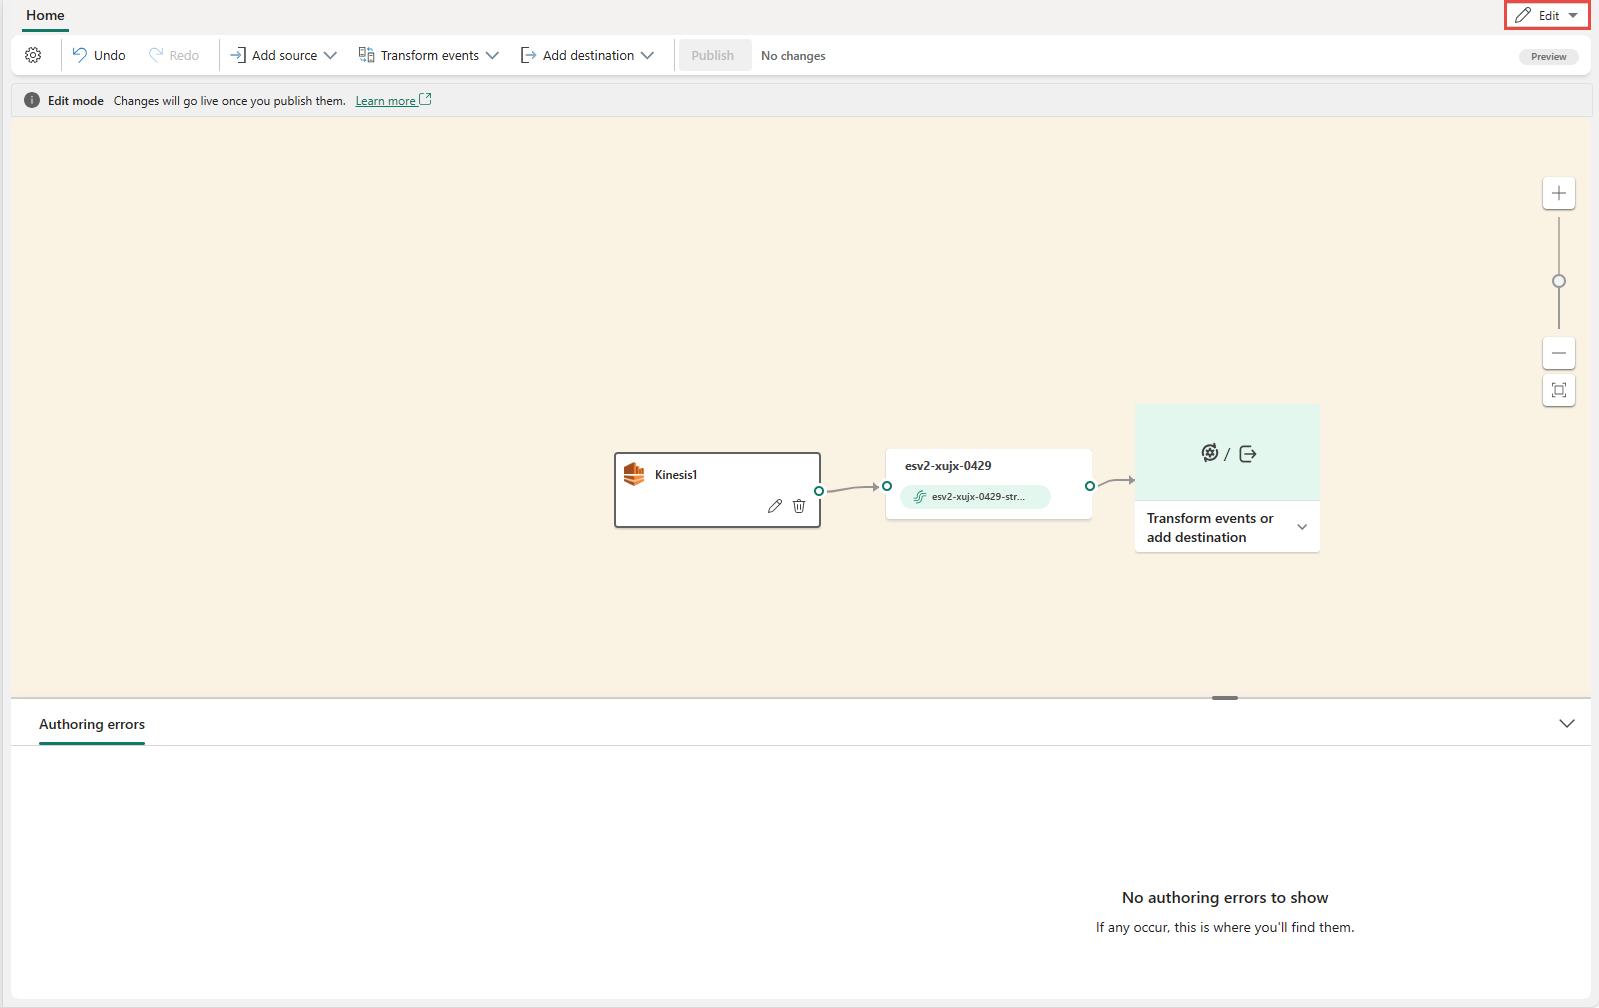 Home
Edit
Undo
Redo
Add source
Transform events
Add destination
Publish
No changes
Preview
Edit mode Changes will go live once you publish them. Learn more
Kinesis1
esv2-xujx-0429
esv2-xujx-0429-str...
/
Transform events or
add destination
Authoring errors
No authoring errors to show
If any occur, this is where you'll find them.